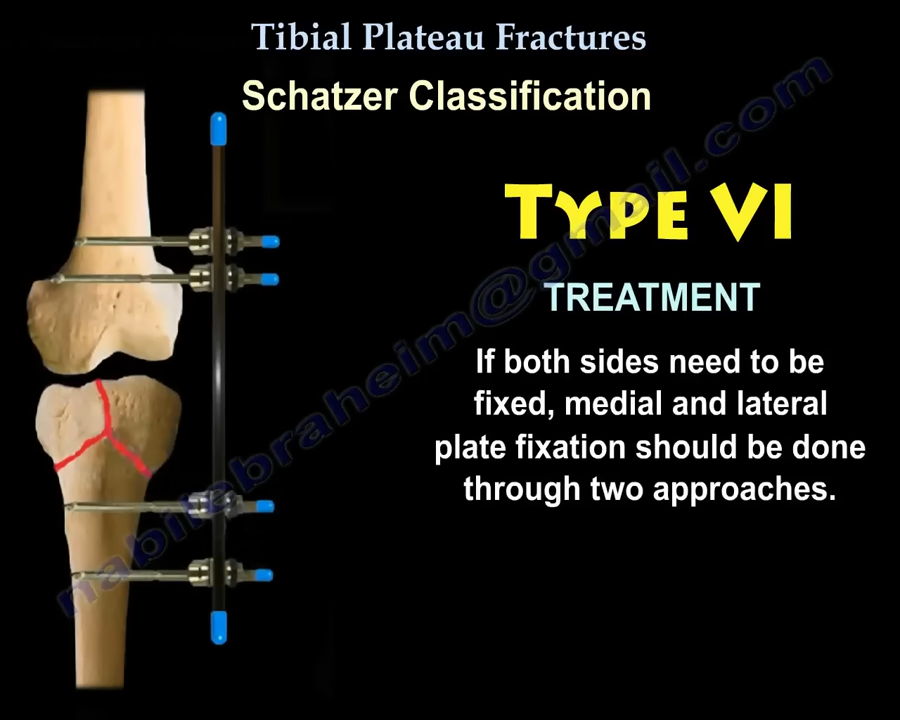 Tibial Plateau Fractures
Schatzer Classification
TYPE VI
TREATMENT
If both sides need to be
fixed, medial and lateral
plate fixation should be done
through two approaches.
nabilebraheim@gmail.com